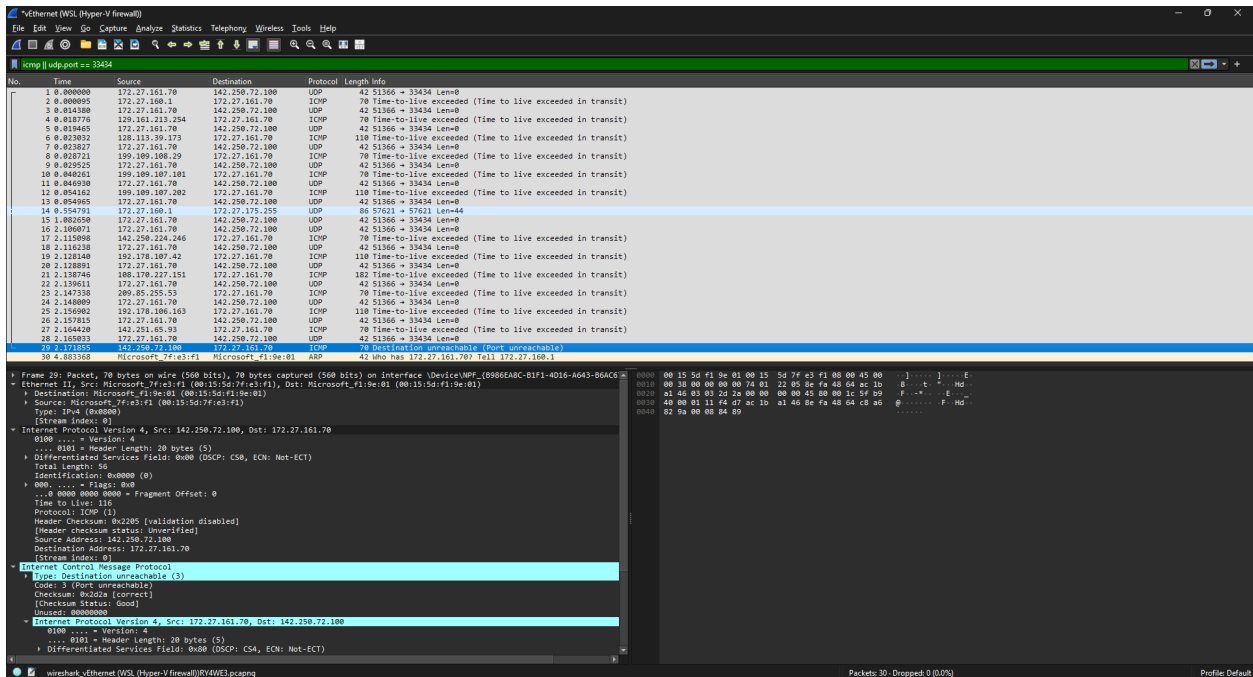 *vEthernet (WSL (Hyper-V firewall))
File Edit View Go Capture Analyze Statistics Telephony Wireless Tools Help
icmp || udp.port == 33434
No. Time Source Destination Protocol Length Info
1 0.000000 172.27.161.70 142.250.72.100 UDP 42 51366 → 33434 Len=0
2 0.000095 172.27.160.1 172.27.161.70 ICMP 70 Time-to-live exceeded (Time to live exceeded in transit)
3 0.014380 172.27.161.70 142.250.72.100 UDP 42 51366 → 33434 Len=0
4 0.018776 129.161.213.254 172.27.161.70 ICMP 70 Time-to-live exceeded (Time to live exceeded in transit)
5 0.019465 172.27.161.70 142.250.72.100 UDP 42 51366 → 33434 Len=0
6 0.023032 128.113.39.173 172.27.161.70 ICMP 110 Time-to-live exceeded (Time to live exceeded in transit)
7 0.023827 172.27.161.70 142.250.72.100 UDP 42 51366 → 33434 Len=0
8 0.028721 199.109.108.29 172.27.161.70 ICMP 70 Time-to-live exceeded (Time to live exceeded in transit)
9 0.029525 172.27.161.70 142.250.72.100 UDP 42 51366 → 33434 Len=0
10 0.040261 199.109.107.101 172.27.161.70 ICMP 70 Time-to-live exceeded (Time to live exceeded in transit)
11 0.046930 172.27.161.70 142.250.72.100 UDP 42 51366 → 33434 Len=0
12 0.054162 199.109.107.202 172.27.161.70 ICMP 110 Time-to-live exceeded (Time to live exceeded in transit)
13 0.054965 172.27.161.70 142.250.72.100 UDP 42 51366 → 33434 Len=0
14 0.554791 172.27.160.1 172.27.175.255 UDP 86 57621 → 57621 Len=44
15 1.082650 172.27.161.70 142.250.72.100 UDP 42 51366 → 33434 Len=0
16 2.106071 172.27.161.70 142.250.72.100 UDP 42 51366 → 33434 Len=0
17 2.115098 142.250.224.246 172.27.161.70 ICMP 70 Time-to-live exceeded (Time to live exceeded in transit)
18 2.116238 172.27.161.70 142.250.72.100 UDP 42 51366 → 33434 Len=0
19 2.128140 192.178.107.42 172.27.161.70 ICMP 110 Time-to-live exceeded (Time to live exceeded in transit)
20 2.128891 172.27.161.70 142.250.72.100 UDP 42 51366 → 33434 Len=0
21 2.138746 108.170.227.151 172.27.161.70 ICMP 182 Time-to-live exceeded (Time to live exceeded in transit)
22 2.139611 172.27.161.70 142.250.72.100 UDP 42 51366 → 33434 Len=0
23 2.147338 209.85.255.53 172.27.161.70 ICMP 70 Time-to-live exceeded (Time to live exceeded in transit)
24 2.148009 172.27.161.70 142.250.72.100 UDP 42 51366 → 33434 Len=0
25 2.156902 192.178.106.163 172.27.161.70 ICMP 110 Time-to-live exceeded (Time to live exceeded in transit)
26 2.157815 172.27.161.70 142.250.72.100 UDP 42 51366 → 33434 Len=0
27 2.164420 142.251.65.93 172.27.161.70 ICMP 70 Time-to-live exceeded (Time to live exceeded in transit)
28 2.165033 172.27.161.70 142.250.72.100 UDP 42 51366 → 33434 Len=0
29 2.171855 142.250.72.100 172.27.161.70 ICMP 70 Destination unreachable (Port unreachable)
30 4.883368 Microsoft_7f:e3:f1 Microsoft_f1:9e:01 ARP 42 Who has 172.27.161.70? Tell 172.27.160.1
Frame 29: Packet, 70 bytes on wire (560 bits), 70 bytes captured (560 bits) on interface \Device\NPF_{B986EA8C-B1F1-4D16-A643-B6AC6
Ethernet II, Src: Microsoft_7f:e3:f1 (00:15:5d:7f:e3:f1), Dst: Microsoft_f1:9e:01 (00:15:5d:f1:9e:01)
Destination: Microsoft_f1:9e:01 (00:15:5d:f1:9e:01)
Source: Microsoft_7f:e3:f1 (00:15:5d:7f:e3:f1)
Type: IPv4 (0x0800)
[Stream index: 0]
Internet Protocol Version 4, Src: 142.250.72.100, Dst: 172.27.161.70
0100 .... = Version: 4
.... 0101 = Header Length: 20 bytes (5)
Differentiated Services Field: 0x00 (DSCP: CS0, ECN: Not-ECT)
Total Length: 56
Identification: 0x0000 (0)
000. .... = Flags: 0x0
...0 0000 0000 0000 = Fragment Offset: 0
Time to Live: 116
Protocol: ICMP (1)
Header Checksum: 0x2205 [validation disabled]
[Header checksum status: Unverified]
Source Address: 142.250.72.100
Destination Address: 172.27.161.70
[Stream index: 0]
Internet Control Message Protocol
Type: Destination unreachable (3)
Code: 3 (Port unreachable)
Checksum: 0x2d2a [correct]
[Checksum Status: Good]
Unused: 00000000
Internet Protocol Version 4, Src: 172.27.161.70, Dst: 142.250.72.100
0100 .... = Version: 4
.... 0101 = Header Length: 20 bytes (5)
Differentiated Services Field: 0x80 (DSCP: CS4, ECN: Not-ECT)
0000 00 15 5d f1 9e 01 00 15 5d 7f e3 f1 08 00 45 00 ··]····· ]·····E·
0010 00 38 00 00 00 00 74 01 22 05 8e fa 48 64 ac 1b ·8····t· "···Hd··
0020 a1 46 03 03 2d 2a 00 00 00 00 45 80 00 1c 5f b9 ·F··-*·· ··E···_·
0030 40 00 01 11 f4 d7 ac 1b a1 46 8e fa 48 64 c8 a6 @······· ·F··Hd··
0040 82 9a 00 08 84 89 ······
wireshark_vEthernet (WSL (Hyper-V firewall))RY4WE3.pcapng
Packets: 30 · Dropped: 0 (0.0%)
Profile: Default